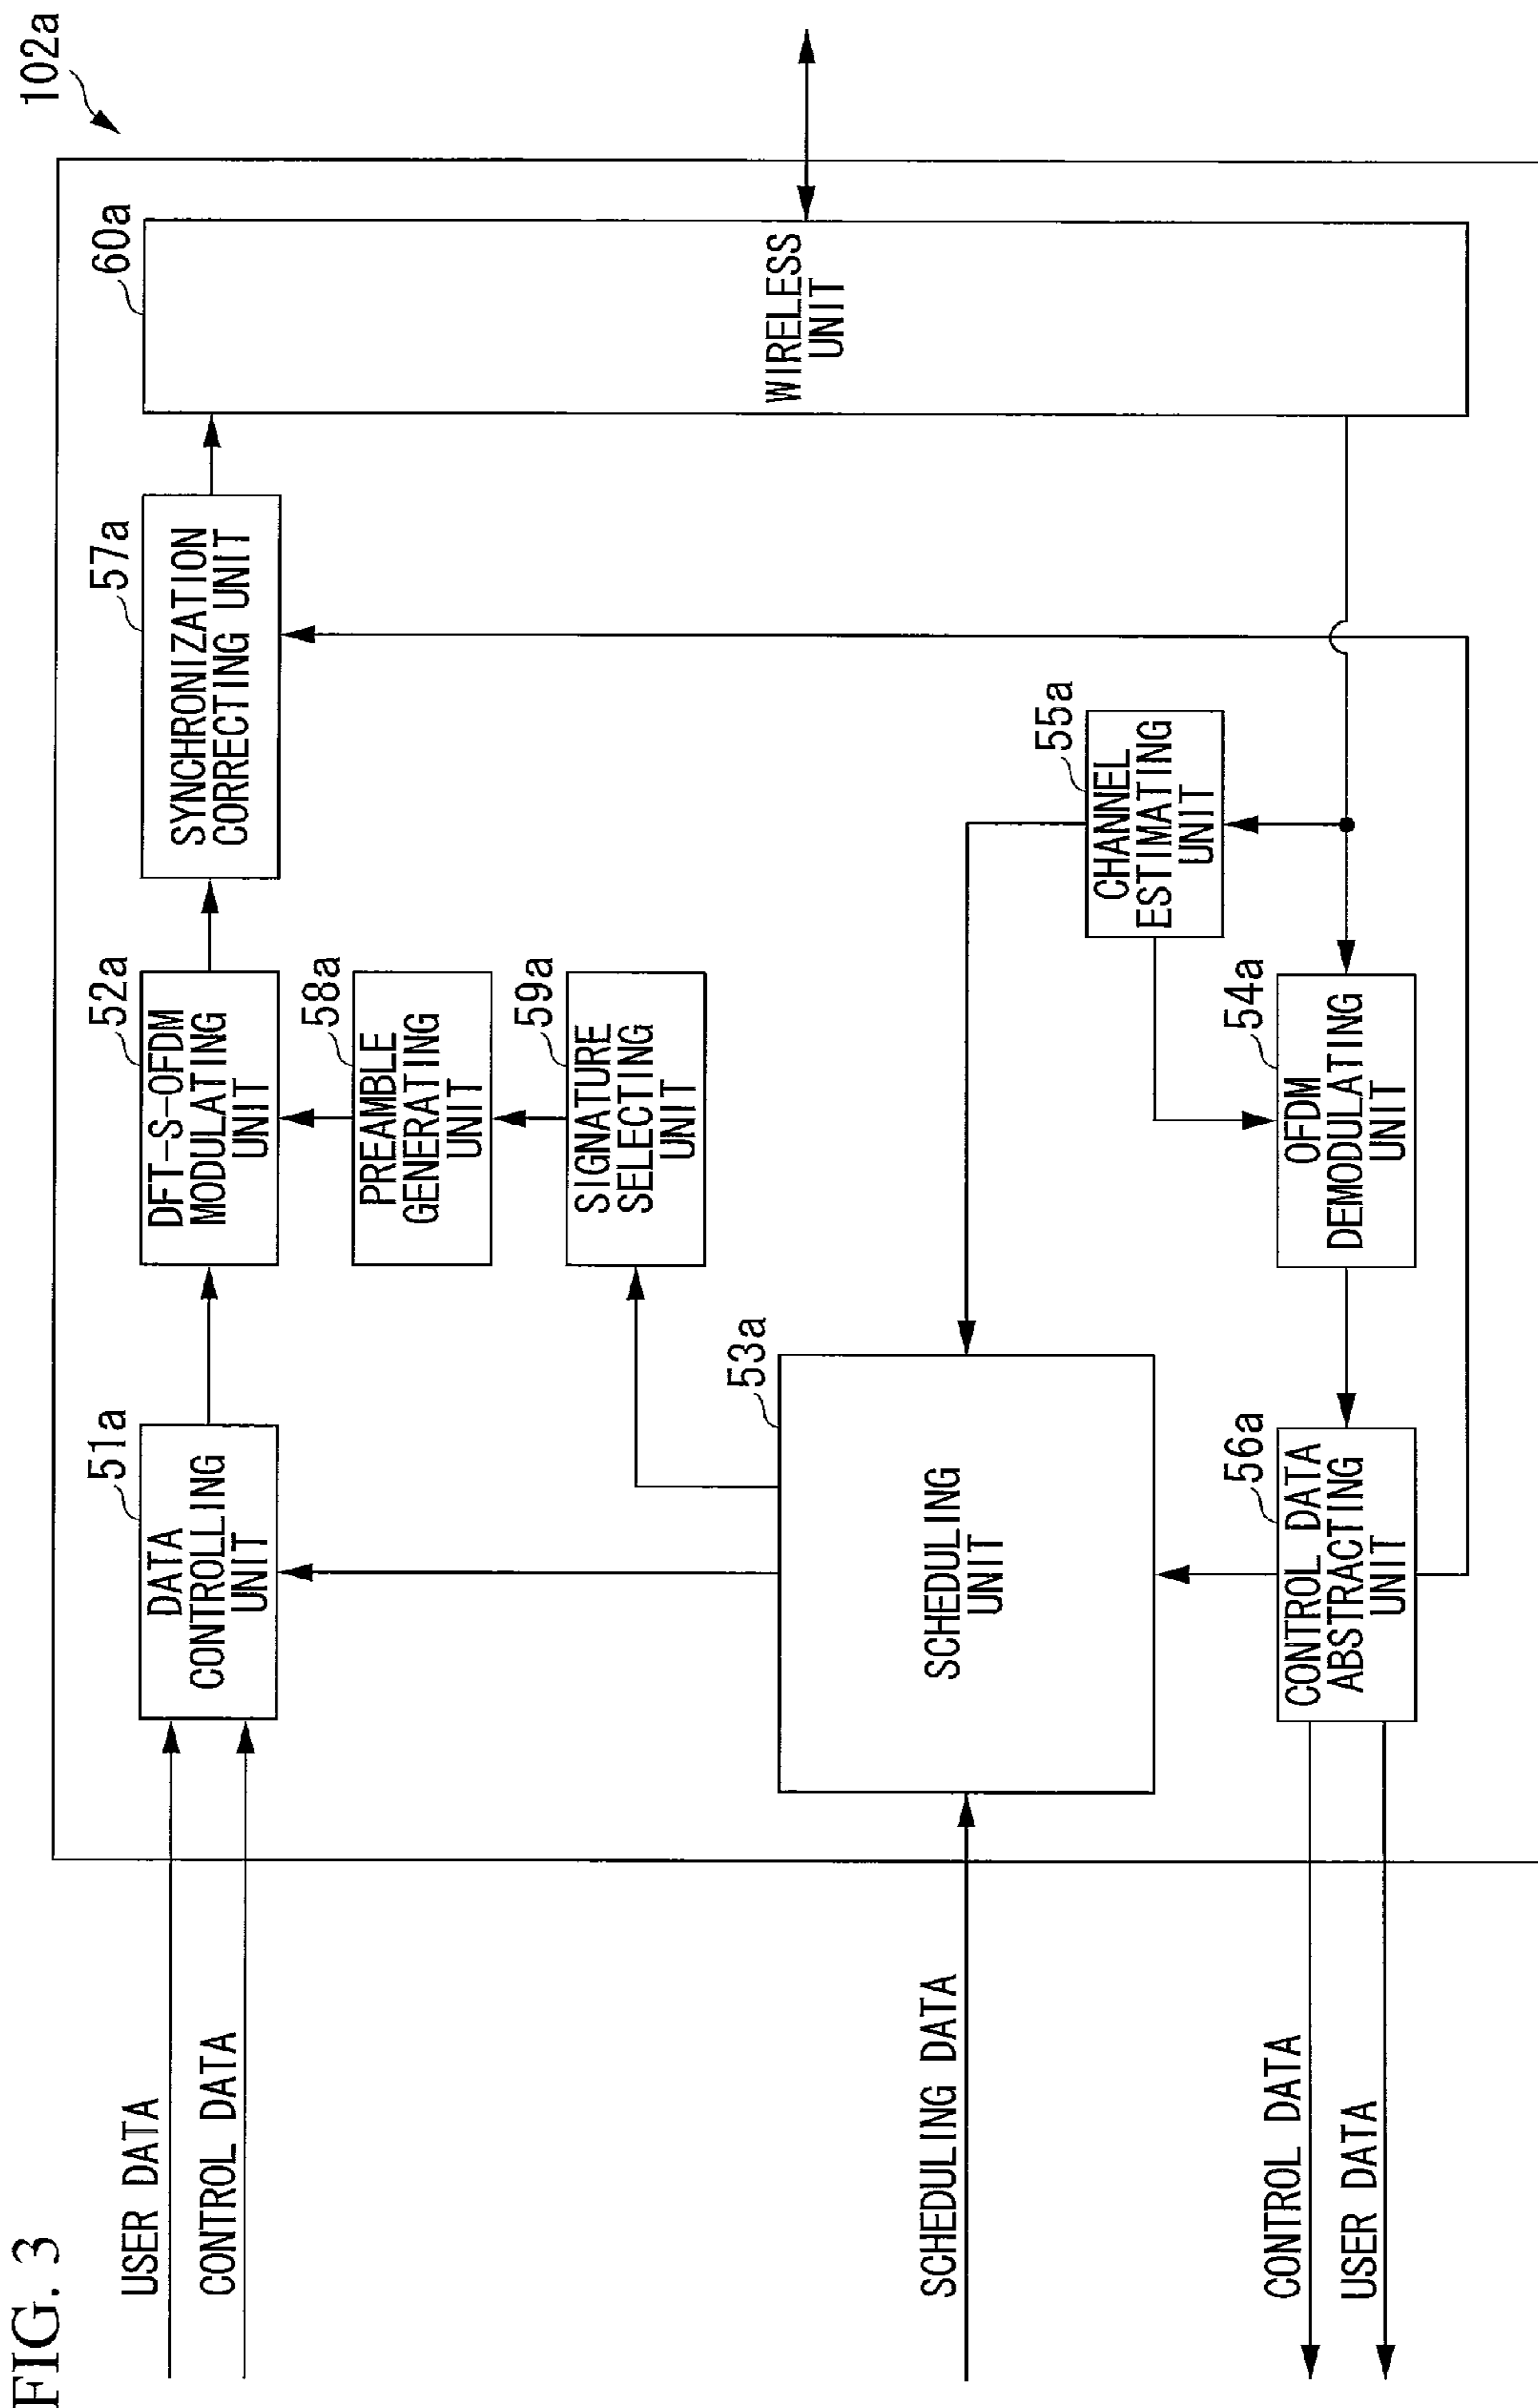 FIG. 3
102a
USER DATA
CONTROL DATA
51a
DATA
CONTROLLING
UNIT
52a
DFT-S-OFDM
MODULATING
UNIT
57a
SYNCHRONIZATION
CORRECTING UNIT
60a
WIRELESS
UNIT
58a
PREAMBLE
GENERATING
UNIT
59a
SIGNATURE
SELECTING
UNIT
SCHEDULING DATA
53a
SCHEDULING
UNIT
55a
CHANNEL
ESTIMATING
UNIT
CONTROL DATA
USER DATA
56a
CONTROL DATA
ABSTRACTING
UNIT
54a
OFDM
DEMODULATING
UNIT